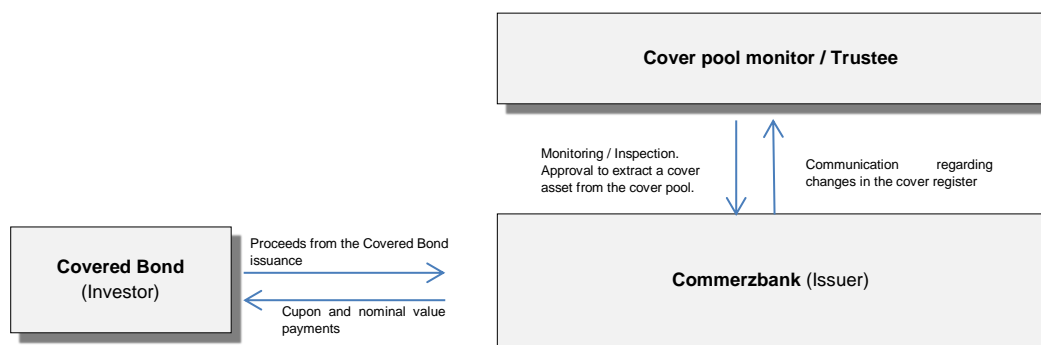 Cover pool monitor / Trustee
Monitoring / Inspection.
Approval to extract a cover
asset from the cover pool.
Communication regarding
changes in the cover register
Proceeds from the Covered Bond
issuance
Covered Bond
(Investor)
Commerzbank (Issuer)
Cupon and nominal value
payments